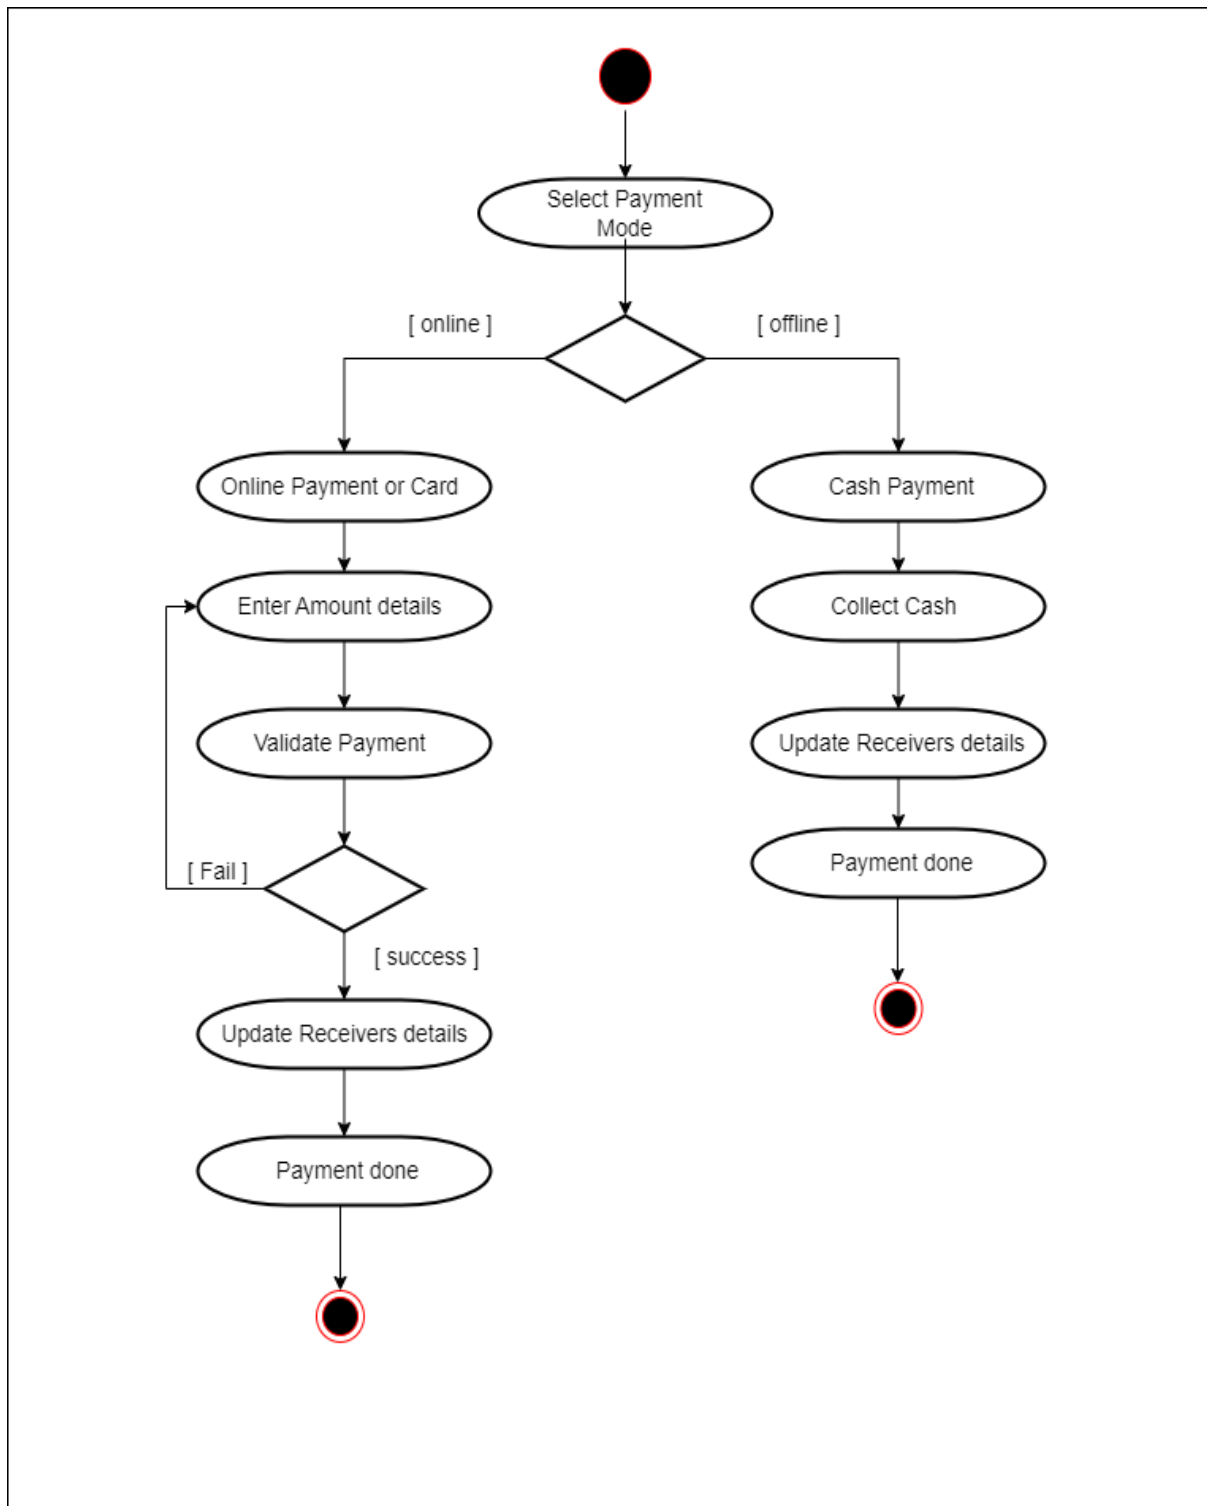 Select Payment
Mode
[ online ]
[ offline ]
Online Payment or Card
Cash Payment
Enter Amount details
Collect Cash
Validate Payment
Update Receivers details
[ Fail ]
Payment done
[ success ]
Update Receivers details
Payment done